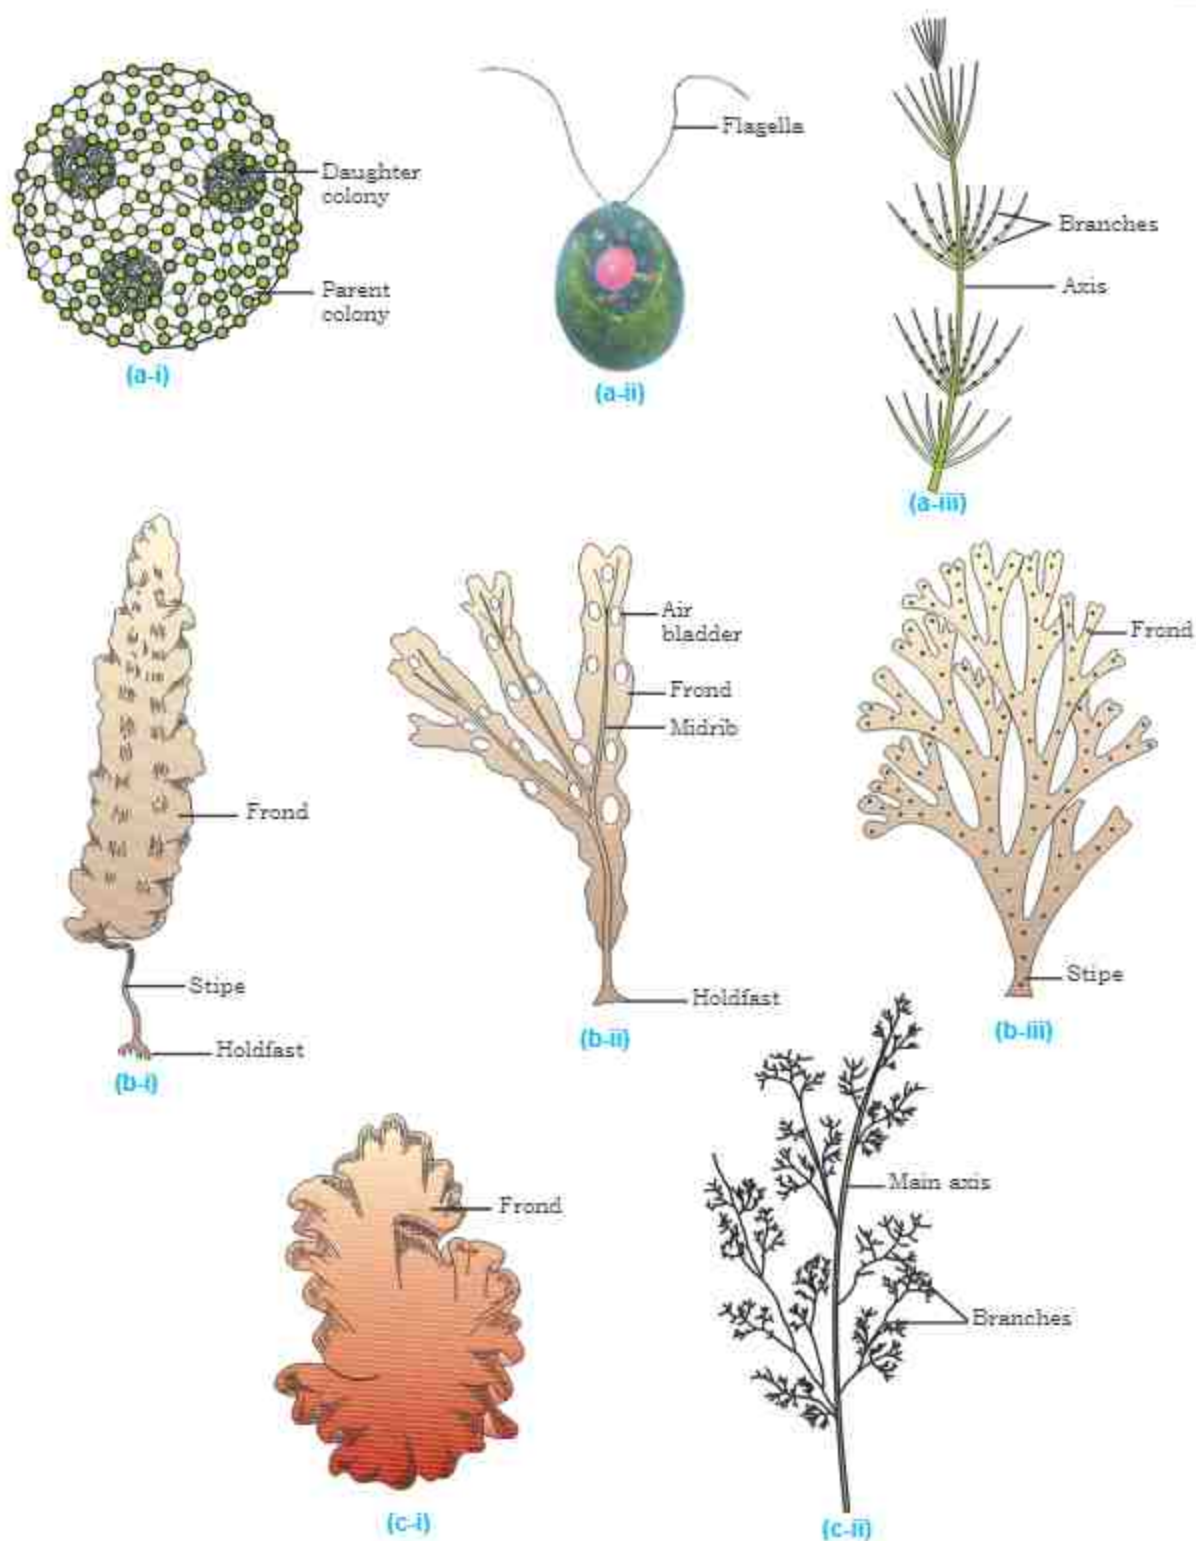 Flagella
Daughter
colony
Parent
colony
(a-i)
(a-ii)
Branches
Axis
(a-iii)
Frond
Stipe
Holdfast
(b-i)
Air
bladder
Frond
Midrib
Holdfast
(b-ii)
Frond
Stipe
(b-iii)
Frond
(c-i)
Main axis
Branches
(c-ii)